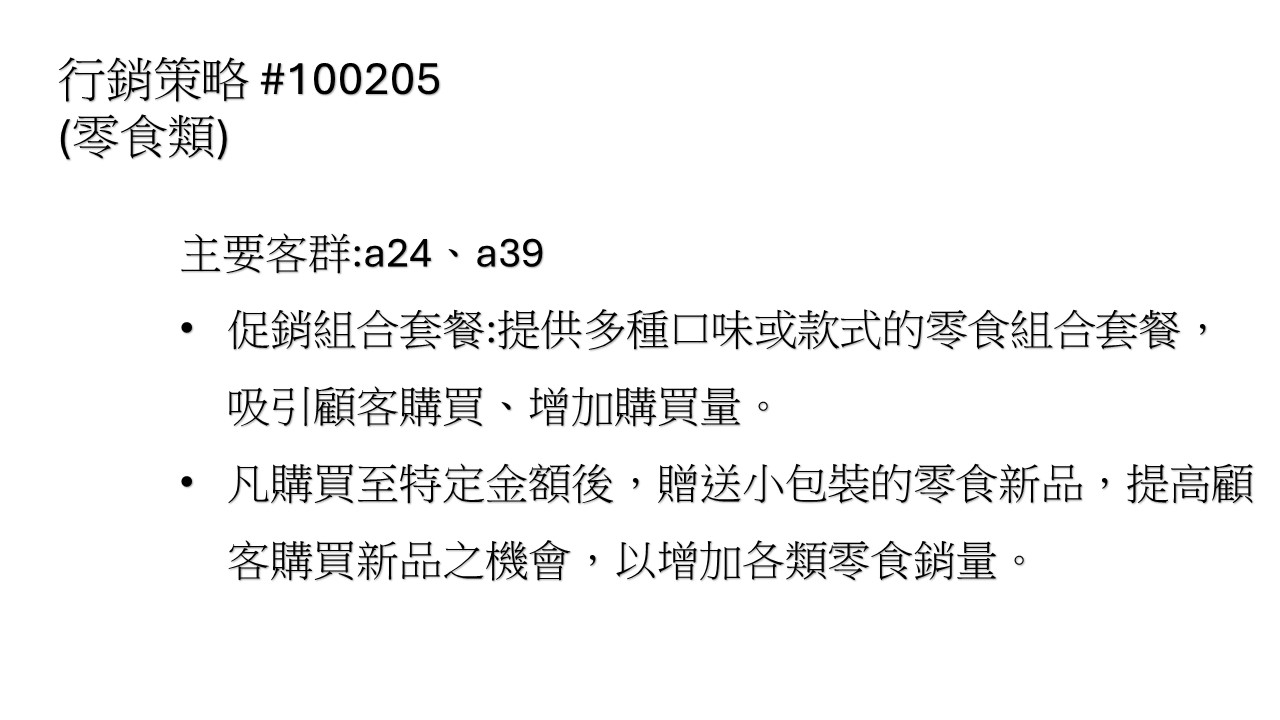 行銷策略 #100205
(零食類)
主要客群:a24、a39
• 促銷組合套餐:提供多種口味或款式的零食組合套餐，
吸引顧客購買、增加購買量。
• 凡購買至特定金額後，贈送小包裝的零食新品，提高顧
客購買新品之機會，以增加各類零食銷量。